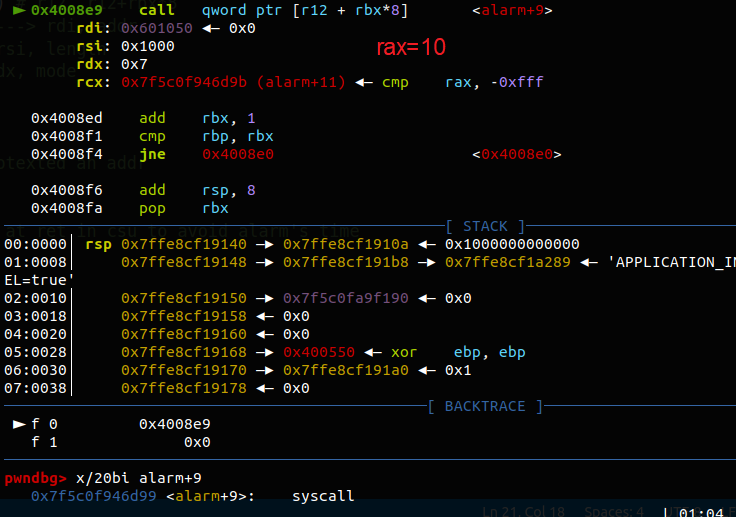 ► 0x4008e9 call qword ptr [r12 + rbx*8] <alarm+9>
rdi: 0x601050 ◂— 0x0
rsi: 0x1000
rax=10
rdx: 0x7
rcx: 0x7f5c0f946d9b (alarm+11) ◂— cmp rax, -0xfff
0x4008ed add rbx, 1
0x4008f1 cmp rbp, rbx
0x4008f4 jne 0x4008e0 <0x4008e0>
0x4008f6 add rsp, 8
0x4008fa pop rbx
[ STACK ]
00:0000│ rsp 0x7ffe8cf19140 —▸ 0x7ffe8cf1910a ◂— 0x1000000000000
01:0008│ 0x7ffe8cf19148 —▸ 0x7ffe8cf191b8 —▸ 0x7ffe8cf1a289 ◂— 'APPLICATION_IN
EL=true'
02:0010│ 0x7ffe8cf19150 —▸ 0x7f5c0fa9f190 ◂— 0x0
03:0018│ 0x7ffe8cf19158 ◂— 0x0
04:0020│ 0x7ffe8cf19160 ◂— 0x0
05:0028│ 0x7ffe8cf19168 —▸ 0x400550 ◂— xor ebp, ebp
06:0030│ 0x7ffe8cf19170 —▸ 0x7ffe8cf191a0 ◂— 0x1
07:0038│ 0x7ffe8cf19178 ◂— 0x0
[ BACKTRACE ]
► f 0 0x4008e9
f 1 0x0
pwndbg> x/20bi alarm+9
0x7f5c0f946d99 <alarm+9>: syscall
Ln 21, Col 18 Spaces: 4
01:04